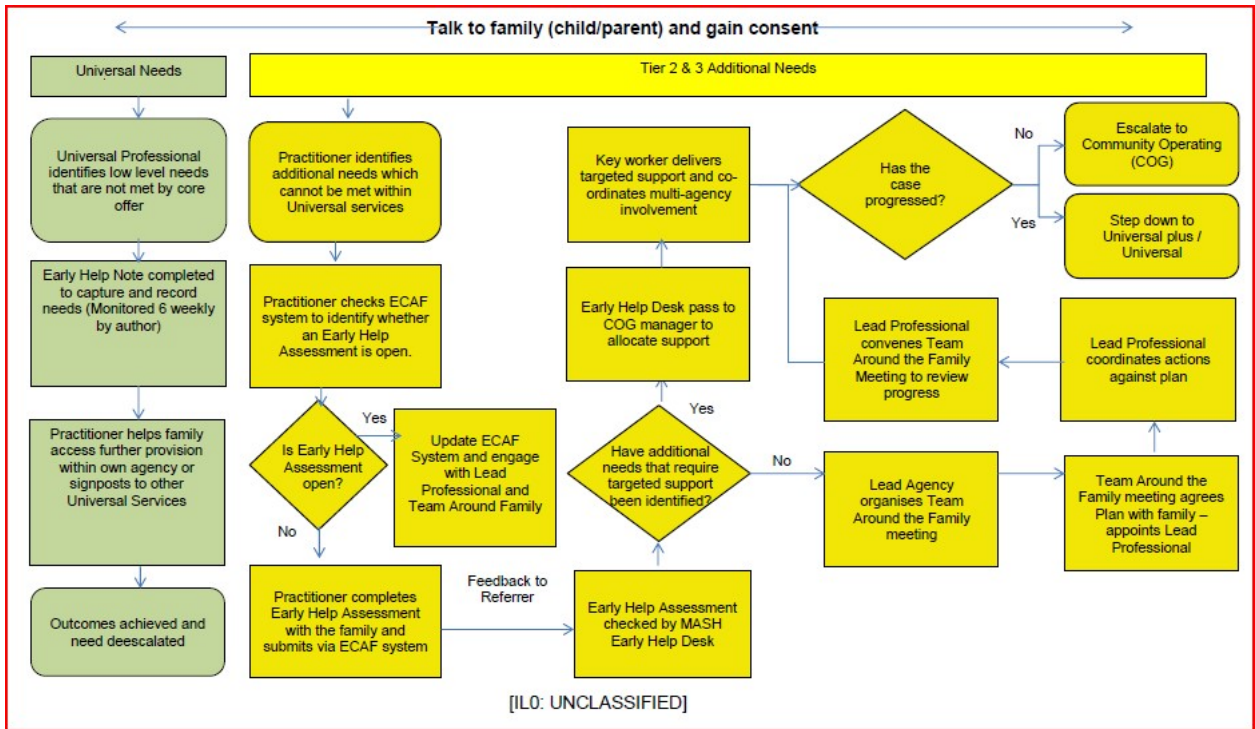 Talk to family (child/parent) and gain consent
Universal Needs
Tier 2 & 3 Additional Needs
Universal Professional
identifies low level needs
that are not met by core
offer
Early Help Note completed
to capture and record
needs (Monitored 6 weekly
by author)
Practitioner helps family
access further provision
within own agency or
signposts to other
Universal Services
Outcomes achieved and
need deescalated
Practitioner identifies
additional needs which
cannot be met within
Universal services
Practitioner checks ECAF
system to identify whether
an Early Help
Assessment is open.
Is Early Help
Assessment
open?
Yes
Update ECAF
System and engage
with Lead
Professional and
Team Around Family
No
Practitioner completes
Early Help Assessment
with the family and
submits via ECAF system
Feedback to
Referrer
Early Help Assessment
checked by MASH
Early Help Desk
Have additional
needs that require
targeted support
been identified?
Yes
Early Help Desk pass to
COG manager to
allocate support
Key worker delivers
targeted support and co-
ordinates multi-agency
involvement
No
Lead Agency
organises Team
Around the Family
meeting
Team Around the
Family meeting agrees
Plan with family –
appoints Lead
Professional
Lead Professional
coordinates actions
against plan
Lead Professional
convenes Team
Around the Family
Meeting to review
progress
Has the
case
progressed?
No
Escalate to
Community Operating
(COG)
Yes
Step down to
Universal plus /
Universal
[IL0: UNCLASSIFIED]